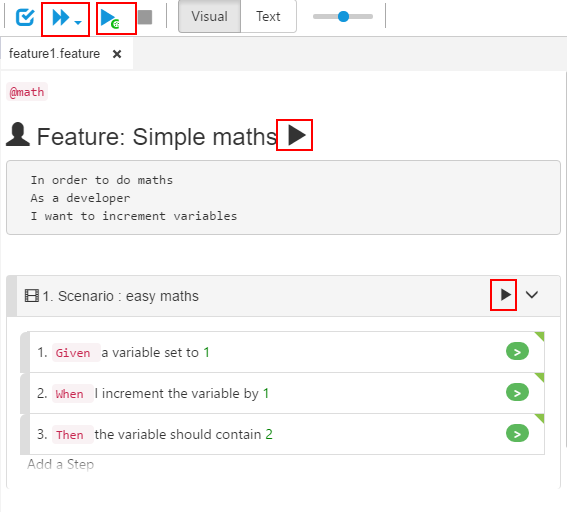 Visual Text
feature1.feature ×
@math
Feature: Simple maths
In order to do maths
As a developer
I want to increment variables
1. Scenario : easy maths
1. Given a variable set to 1 >
2. When I increment the variable by 1 >
3. Then the variable should contain 2 >
Add a Step